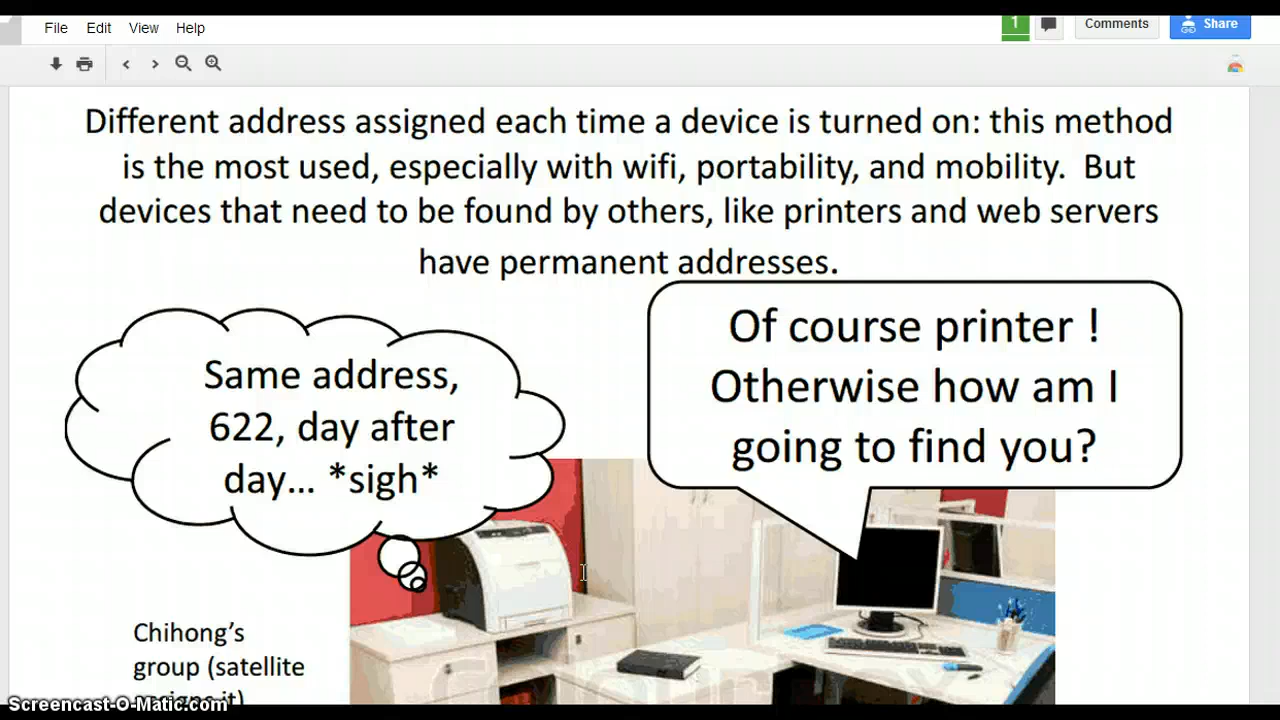 File Edit View Help
1 Comments Share
Different address assigned each time a device is turned on: this method
is the most used, especially with wifi, portability, and mobility. But
devices that need to be found by others, like printers and web servers
have permanent addresses.
Same address,
622, day after
day... *sigh*
Of course printer !
Otherwise how am I
going to find you?
Chihong's
group (satellite
Screencast-O-Matic.com